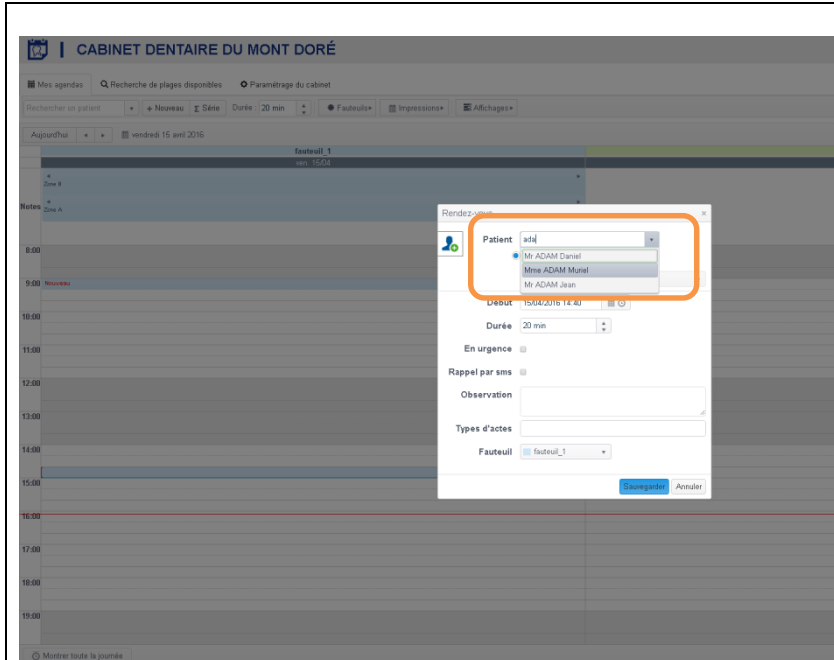 CABINET DENTAIRE DU MONT DORÉ
Mes agendas Recherche de plages disponibles Paramétrage du cabinet
Rechercher un patient + Nouveau Σ Série Durée : 20 min Fauteuils Impressions Affichages
Aujourd'hui vendredi 15 avril 2016
fauteuil_1
ven. 15/04
Zone B
Notes
Zone A
8:00
9:00 Nouveau
10:00
11:00
12:00
13:00
14:00
15:00
16:00
17:00
18:00
19:00
Montrer toute la journée
Rendez-vous ×
Patient ada
Mr ADAM Daniel
Mme ADAM Muriel
Mr ADAM Jean
Début 15/04/2016 14:40
Durée 20 min
En urgence
Rappel par sms
Observation
Types d'actes
Fauteuil fauteuil_1
Sauvegarder Annuler